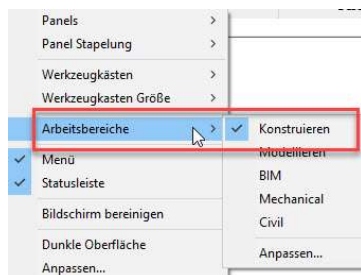 Panels
Panel Stapelung
Werkzeugkästen
Werkzeugkasten Größe
Arbeitsbereiche
Menü
Statusleiste
Bildschirm bereinigen
Dunkle Oberfläche
Anpassen...
Konstruieren
Modellieren
BIM
Mechanical
Civil
Anpassen...